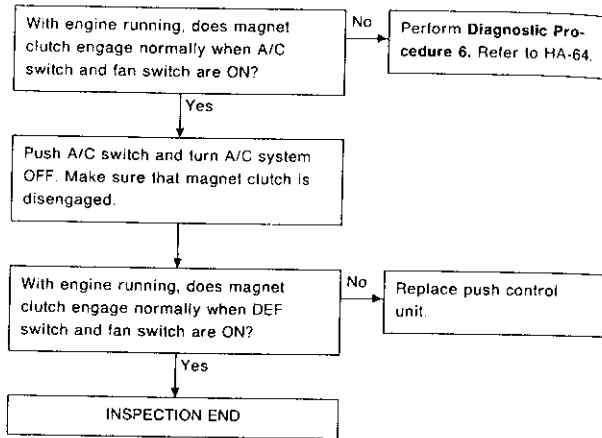 With engine running, does magnet
clutch engage normally when A/C
switch and fan switch are ON?
No
Perform Diagnostic Pro-
cedure 6. Refer to HA-64.
Yes
Push A/C switch and turn A/C system
OFF. Make sure that magnet clutch is
disengaged.
With engine running, does magnet
clutch engage normally when DEF
switch and fan switch are ON?
No
Replace push control
unit.
Yes
INSPECTION END